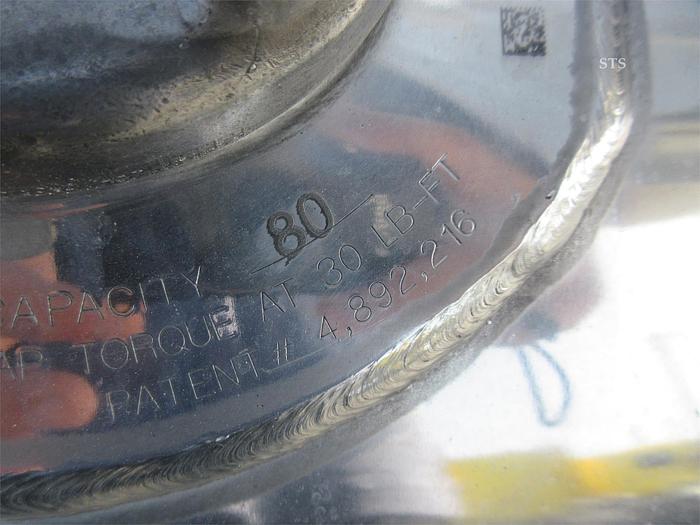 STS
CAPACITY 80
AP TORQUE AT 30 LB-FT
PATENT # 4,892,216